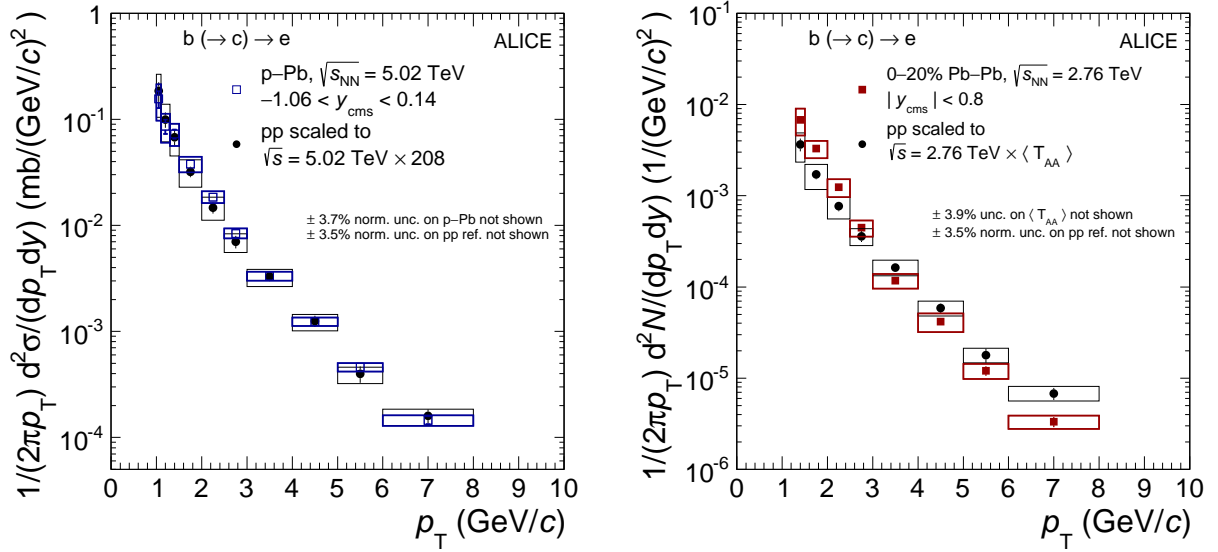 b (→ c) → e ALICE
p–Pb, √s_NN = 5.02 TeV
−1.06 < y_cms < 0.14
pp scaled to
√s = 5.02 TeV × 208
± 3.7% norm. unc. on p–Pb not shown
± 3.5% norm. unc. on pp ref. not shown
1/(2πp_T) d²σ/(dp_Tdy) (mb/(GeV/c)²)
1
10⁻¹
10⁻²
10⁻³
10⁻⁴
0 1 2 3 4 5 6 7 8 9 10
p_T (GeV/c)
b (→ c) → e ALICE
0–20% Pb–Pb, √s_NN = 2.76 TeV
| y_cms | < 0.8
pp scaled to
√s = 2.76 TeV × ⟨ T_AA ⟩
± 3.9% unc. on ⟨ T_AA ⟩ not shown
± 3.5% norm. unc. on pp ref. not shown
1/(2πp_T) d²N/(dp_Tdy) (1/(GeV/c)²)
10⁻¹
10⁻²
10⁻³
10⁻⁴
10⁻⁵
10⁻⁶
0 1 2 3 4 5 6 7 8 9 10
p_T (GeV/c)